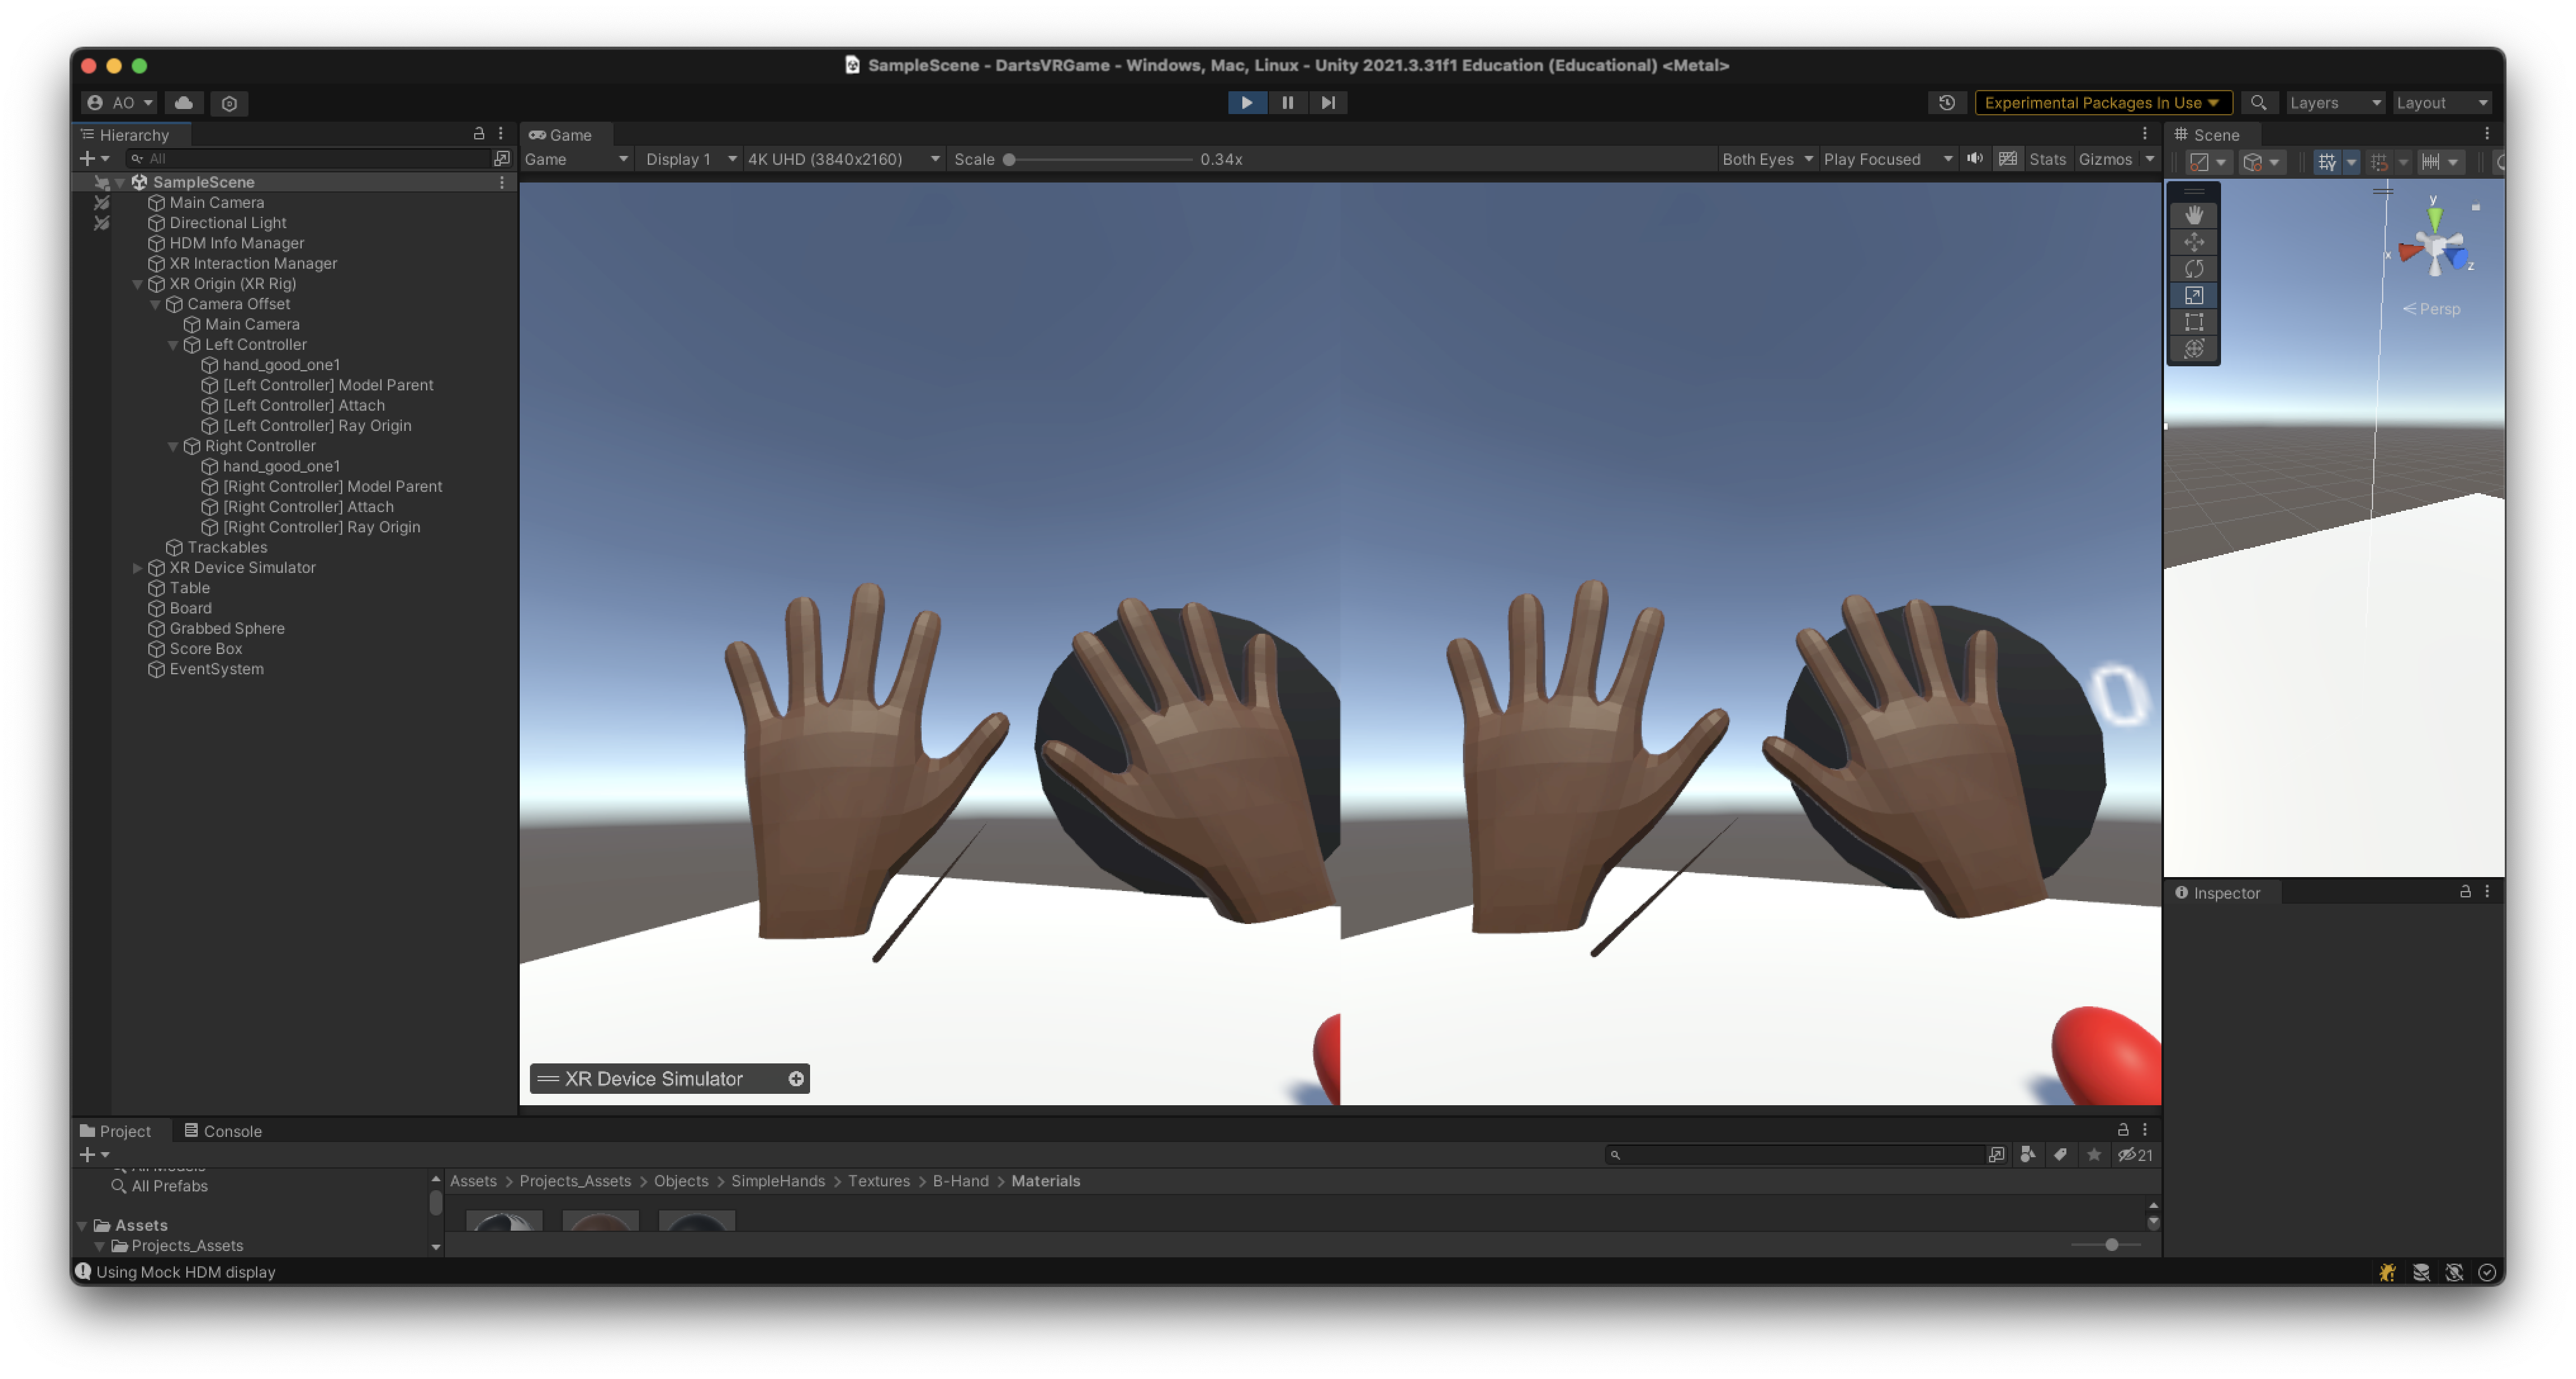 SampleScene - DartsVRGame - Windows, Mac, Linux - Unity 2021.3.31f1 Education (Educational) <Metal>
AO
Experimental Packages In Use
Layers
Layout
Hierarchy
All
SampleScene
Main Camera
Directional Light
HDM Info Manager
XR Interaction Manager
XR Origin (XR Rig)
Camera Offset
Main Camera
Left Controller
hand_good_one1
[Left Controller] Model Parent
[Left Controller] Attach
[Left Controller] Ray Origin
Right Controller
hand_good_one1
[Right Controller] Model Parent
[Right Controller] Attach
[Right Controller] Ray Origin
Trackables
XR Device Simulator
Table
Board
Grabbed Sphere
Score Box
EventSystem
Game
Game Display 1 4K UHD (3840x2160) Scale 0.34x Both Eyes Play Focused Stats Gizmos
0
XR Device Simulator
Scene
y
x
z
Persp
Inspector
Project Console
21
All Models
All Prefabs
Assets
Projects_Assets
Assets > Projects_Assets > Objects > SimpleHands > Textures > B-Hand > Materials
Using Mock HDM display